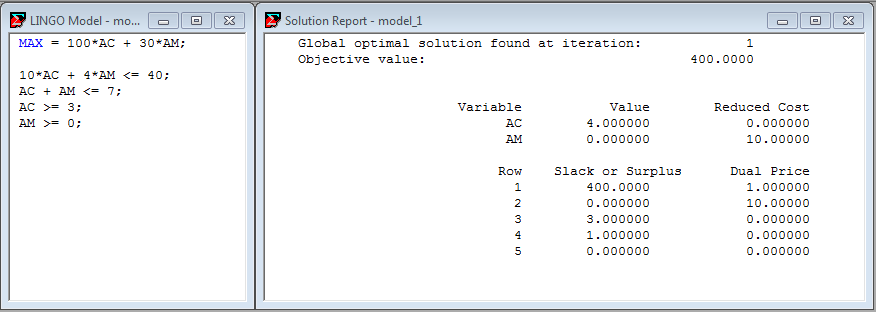 LINGO Model - mo...
MAX = 100*AC + 30*AM;
10*AC + 4*AM <= 40;
AC + AM <= 7;
AC >= 3;
AM >= 0;
Solution Report - model_1
Global optimal solution found at iteration: 1
Objective value: 400.0000
Variable Value Reduced Cost
AC 4.000000 0.000000
AM 0.000000 10.00000
Row Slack or Surplus Dual Price
1 400.0000 1.000000
2 0.000000 10.00000
3 3.000000 0.000000
4 1.000000 0.000000
5 0.000000 0.000000